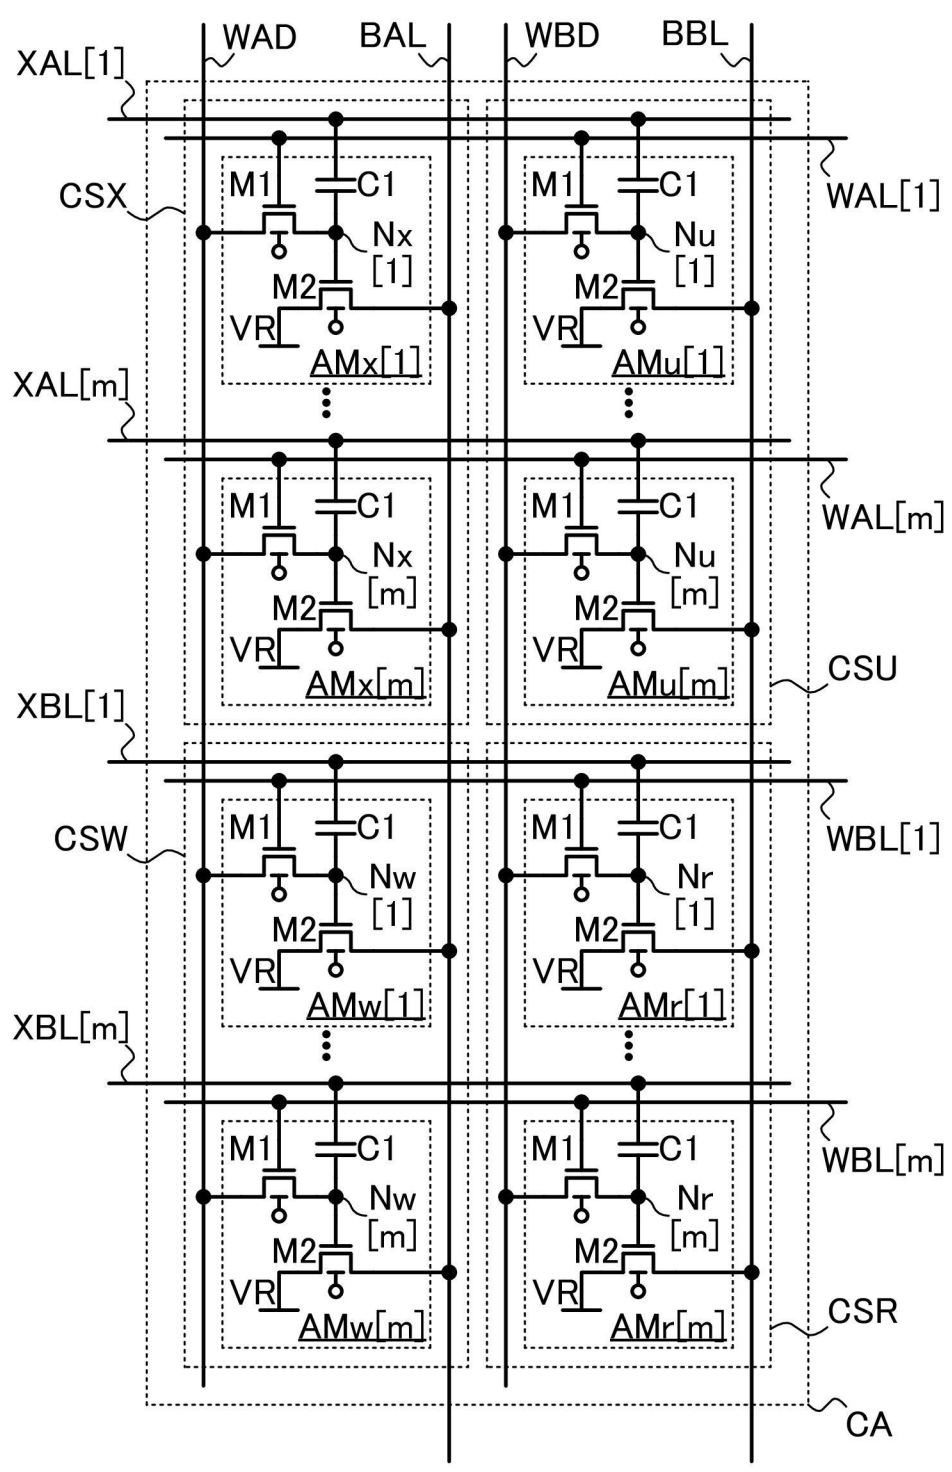 WAD BAL WBD BBL
XAL[1]
M1 C1 M1 C1
CSX WAL[1]
Nx Nu
[1] [1]
M2 M2
VR VR
AMx[1] AMu[1]
XAL[m]
M1 C1 M1 C1
WAL[m]
Nx Nu
[m] [m]
M2 M2
VR VR
CSU
AMx[m] AMu[m]
XBL[1]
M1 C1 M1 C1
CSW WBL[1]
Nw Nr
[1] [1]
M2 M2
VR VR
AMw[1] AMr[1]
XBL[m]
M1 C1 M1 C1
WBL[m]
Nw Nr
[m] [m]
M2 M2
VR VR
CSR
AMw[m] AMr[m]
CA